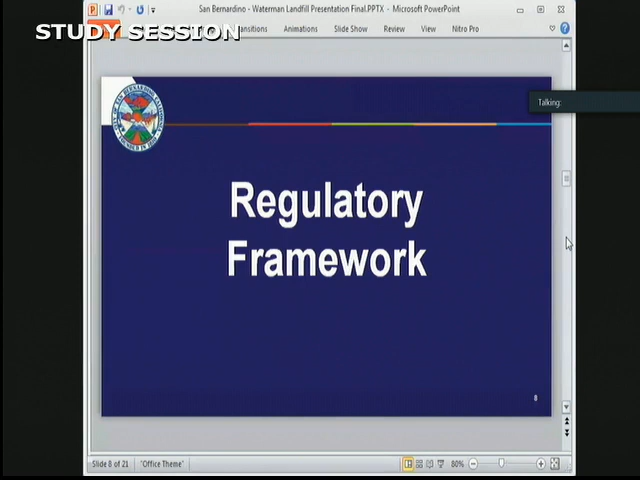 San Bernardino - Waterman Landfill Presentation Final.PPTX - Microsoft PowerPoint
STUDY SESSION
Animations
Slide Show
Review
View
Nitro Pro
Talking:
Regulatory
Framework
8
Slide 8 of 21
"Office Theme"
80%